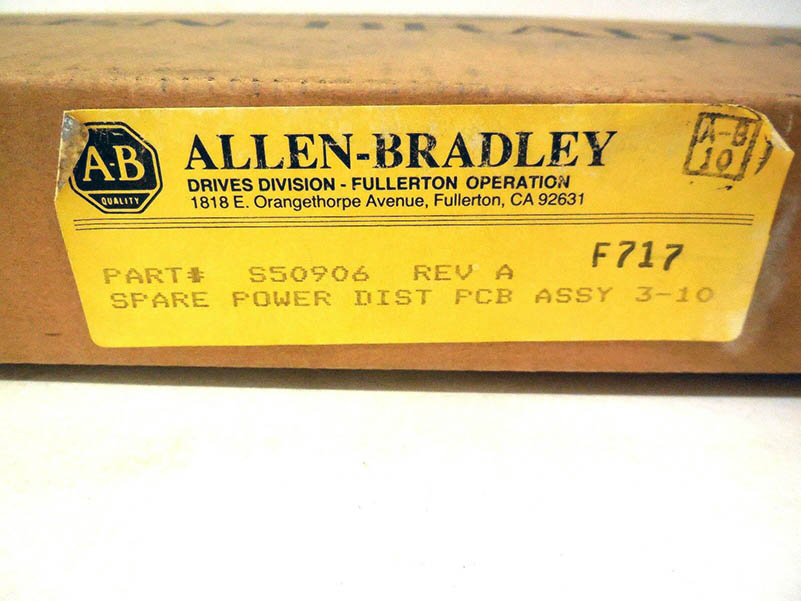 A-B
QUALITY
ALLEN-BRADLEY
DRIVES DIVISION - FULLERTON OPERATION
1818 E. Orangethorpe Avenue, Fullerton, CA 92631
A-B
10
F717
PART# S50906 REV A
SPARE POWER DIST PCB ASSY 3-10